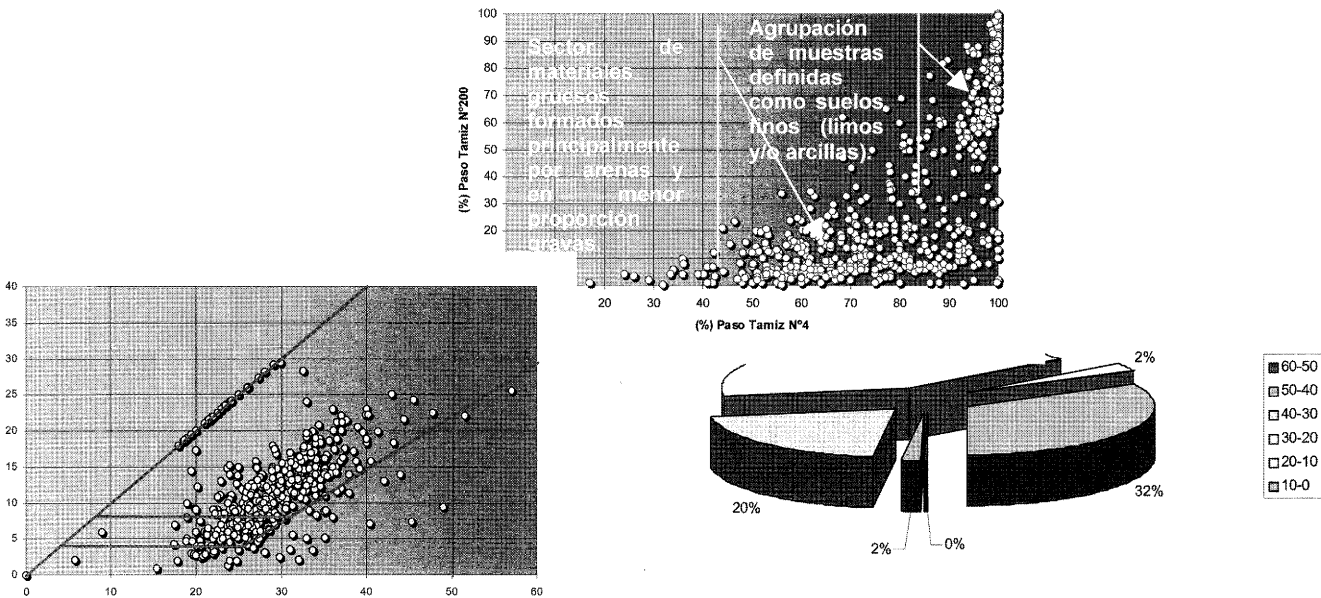 100
90
80
70
60
50
40
30
20
(%) Paso Tamiz Nº200
Sector de
materiales
gruesos
formados
principalmente
por arenas y
en menor
proporción
gravas
Agrupación
de muestras
definidas
como suelos
finos (limos
y/o arcillas).
20 30 40 50 60 70 80 90 100
(%) Paso Tamiz Nº4
40
35
30
25
20
15
10
5
0
0 10 20 30 40 50 60
2%
32%
0%
2%
20%
60-50
50-40
40-30
30-20
20-10
10-0